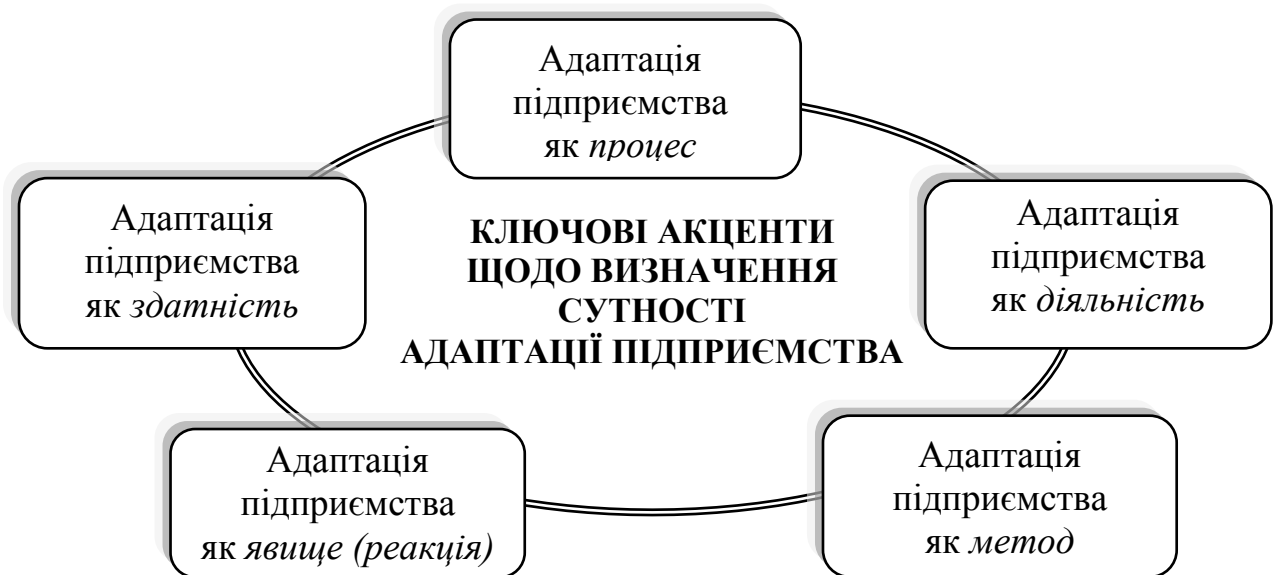 Адаптація
підприємства
як процес
Адаптація
підприємства
як здатність
КЛЮЧОВІ АКЦЕНТИ
ЩОДО ВИЗНАЧЕННЯ
СУТНОСТІ
АДАПТАЦІЇ ПІДПРИЄМСТВА
Адаптація
підприємства
як діяльність
Адаптація
підприємства
як явище (реакція)
Адаптація
підприємства
як метод